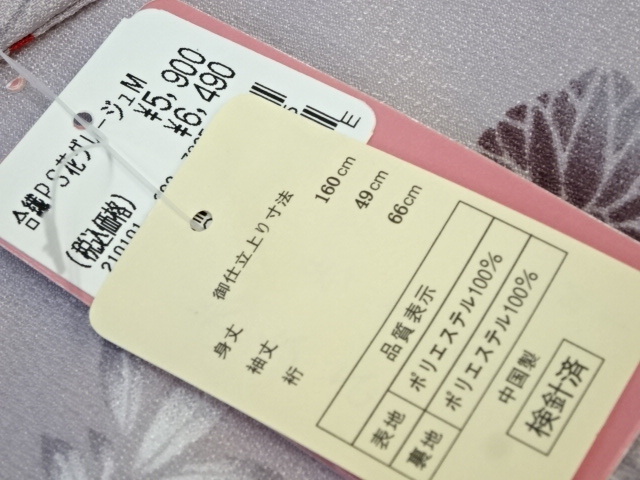 合繊PS花グレージュM
¥5,900
(税込価格) ¥6,490
210101
E
御仕立上り寸法
身丈 160cm
袖丈 49cm
裄 66cm
品質表示
表地 ポリエステル100%
裏地 ポリエステル100%
中国製
検針済